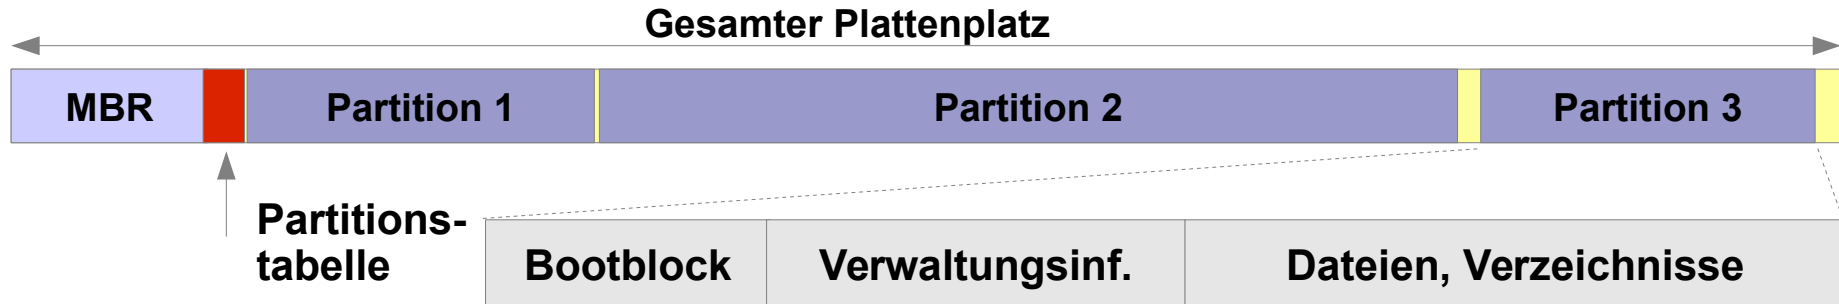 Gesamter Plattenplatz
MBR Partition 1 Partition 2 Partition 3
Partitions-
tabelle
Bootblock Verwaltungsinf. Dateien, Verzeichnisse